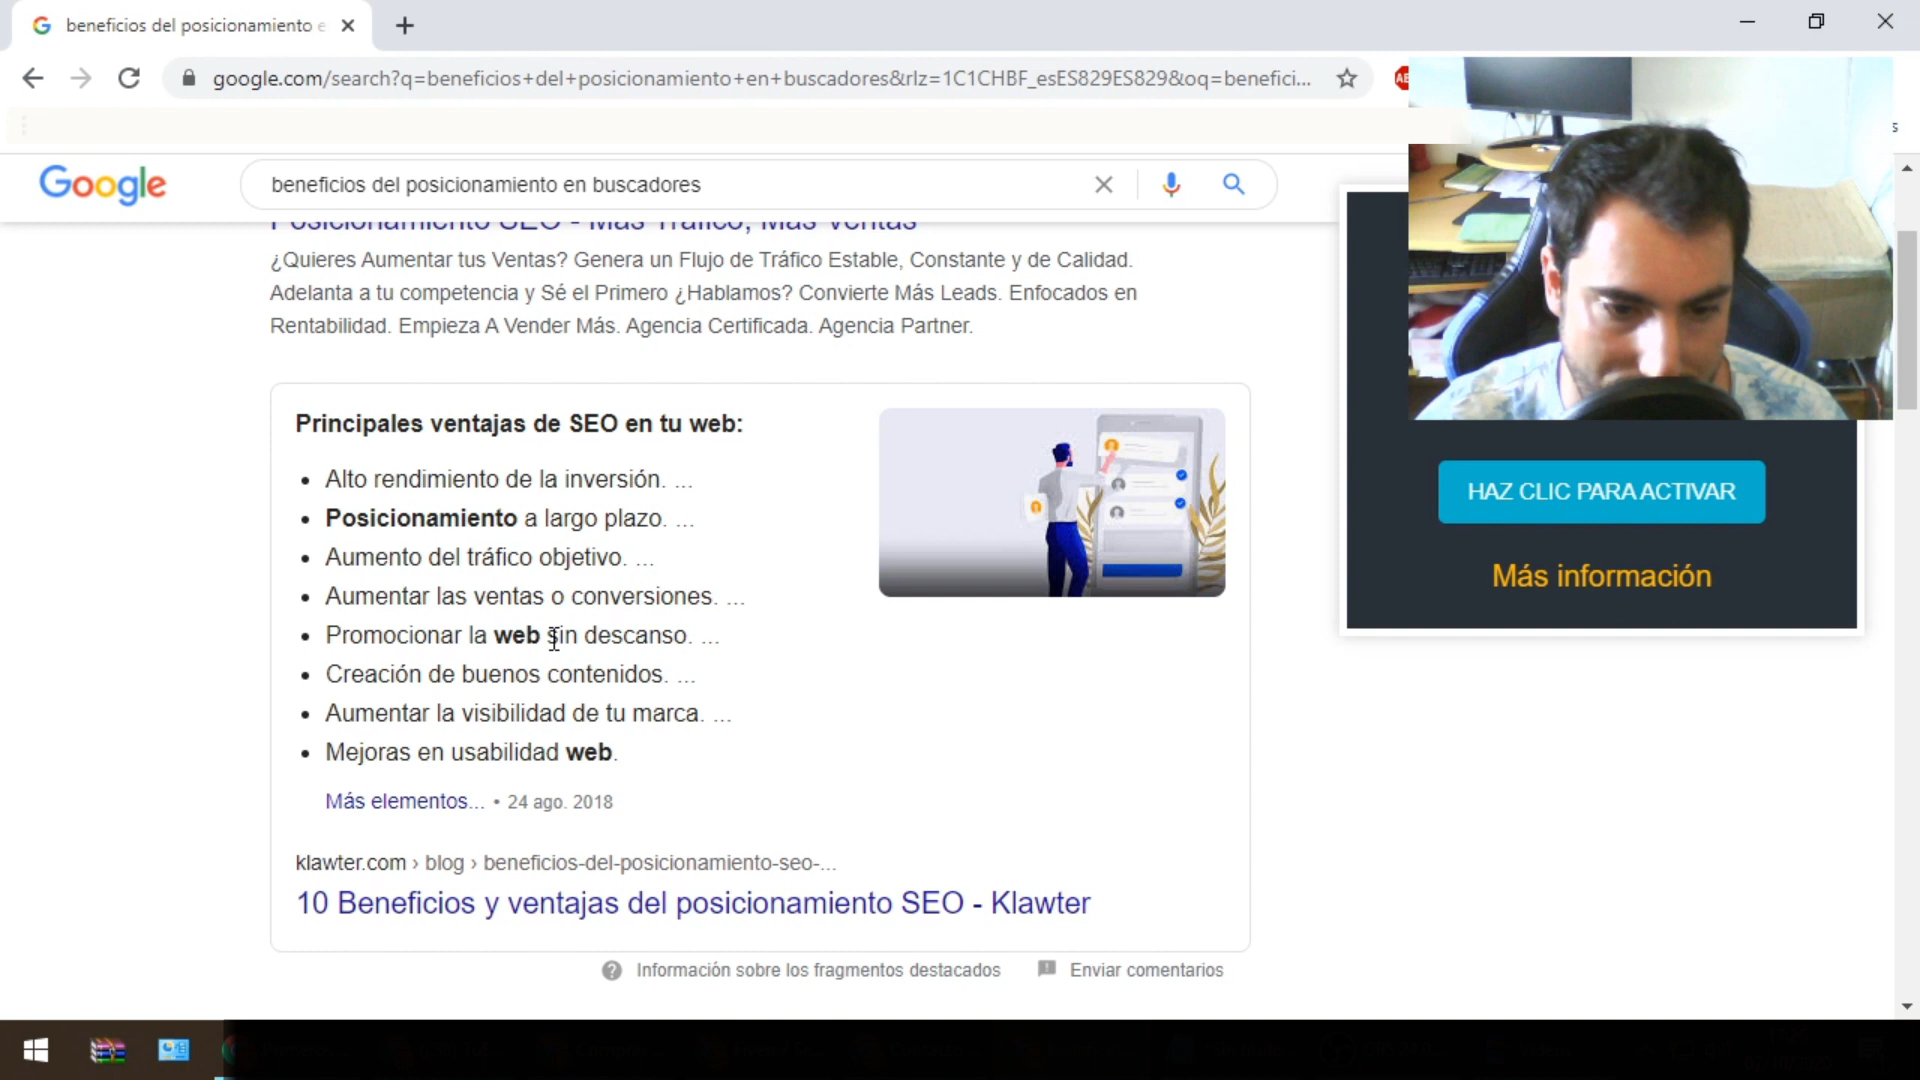 beneficios del posicionamiento e
google.com/search?q=beneficios+del+posicionamiento+en+buscadores&rlz=1C1CHBF_esES829ES829&oq=benefici...
Google
beneficios del posicionamiento en buscadores
Posicionamiento SEO - Más Tráfico, Más Ventas
¿Quieres Aumentar tus Ventas? Genera un Flujo de Tráfico Estable, Constante y de Calidad.
Adelanta a tu competencia y Sé el Primero ¿Hablamos? Convierte Más Leads. Enfocados en
Rentabilidad. Empieza A Vender Más. Agencia Certificada. Agencia Partner.
Principales ventajas de SEO en tu web:
• Alto rendimiento de la inversión. ...
• Posicionamiento a largo plazo. ...
• Aumento del tráfico objetivo. ...
• Aumentar las ventas o conversiones. ...
• Promocionar la web sin descanso. ...
• Creación de buenos contenidos. ...
• Aumentar la visibilidad de tu marca. ...
• Mejoras en usabilidad web.
Más elementos... • 24 ago. 2018
klawter.com › blog › beneficios-del-posicionamiento-seo-...
10 Beneficios y ventajas del posicionamiento SEO - Klawter
Información sobre los fragmentos destacados
Enviar comentarios
HAZ CLIC PARA ACTIVAR
Más información